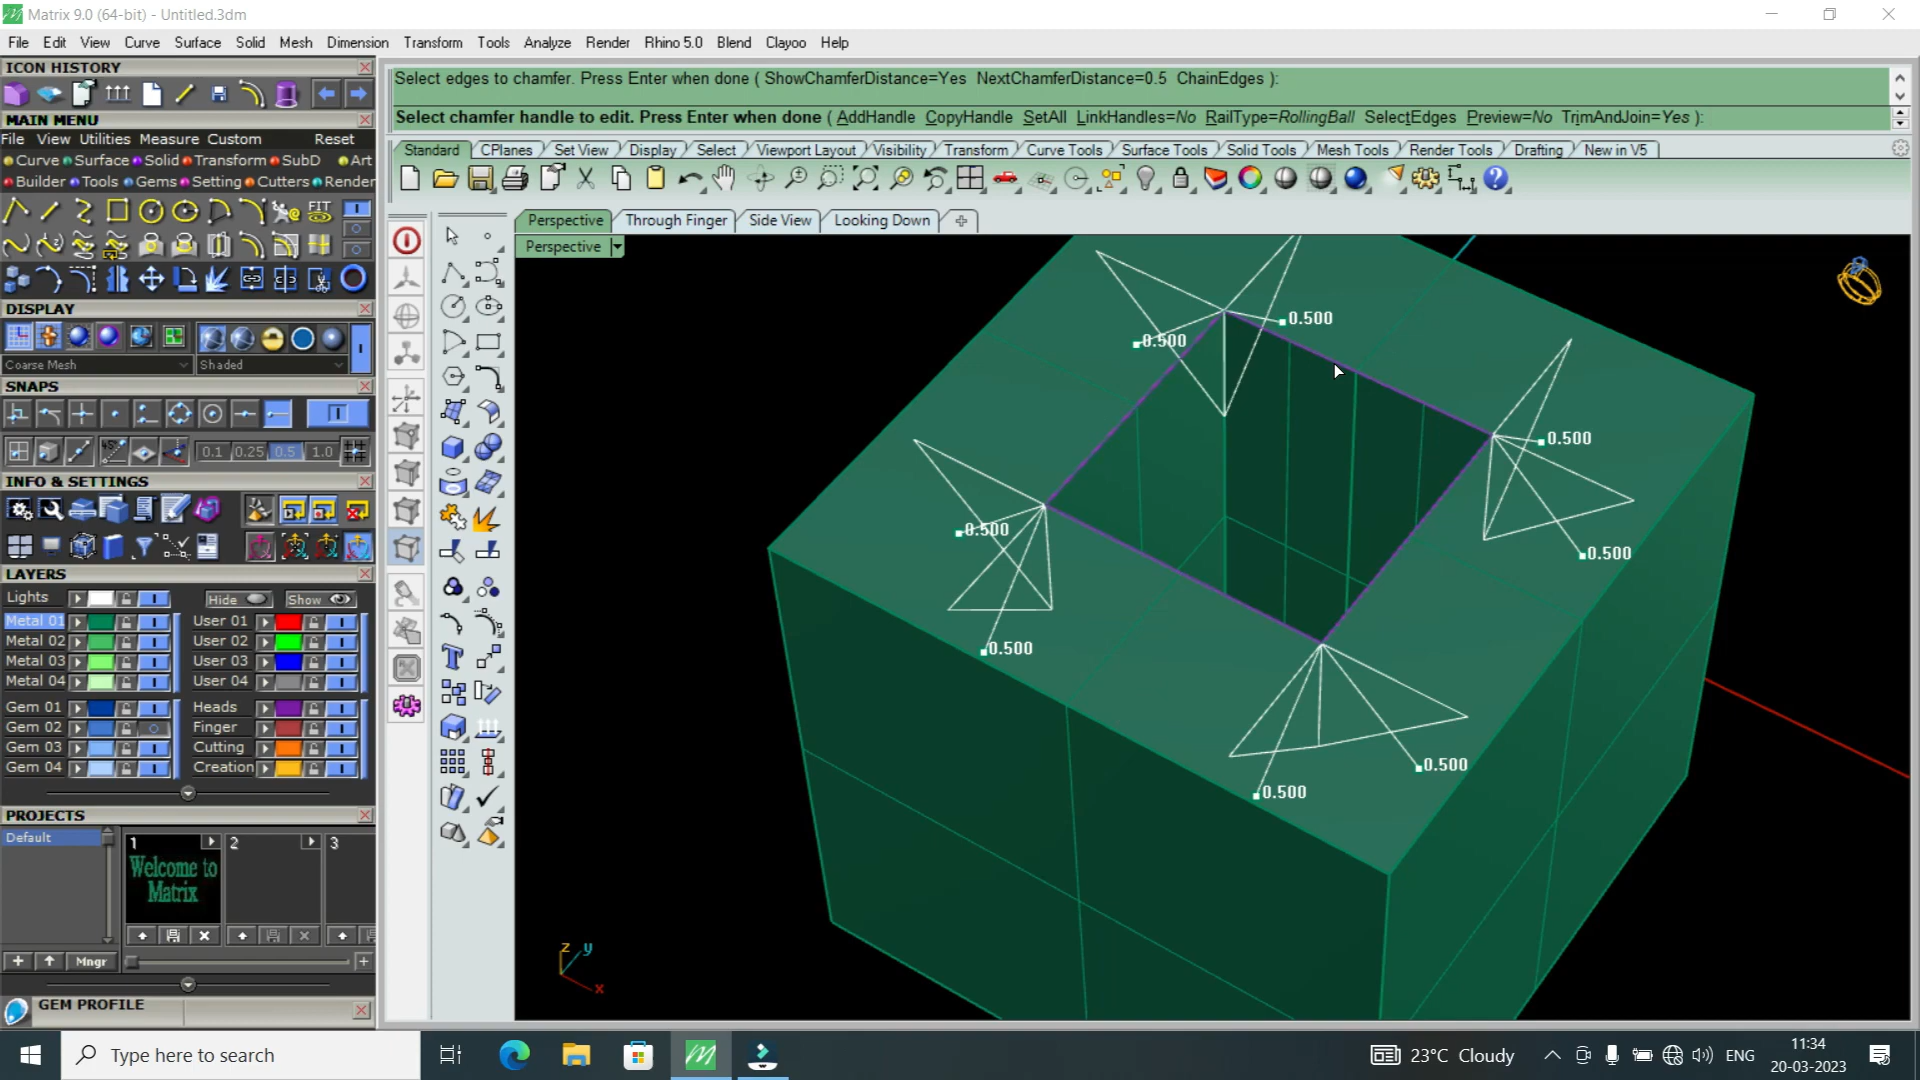 Matrix 9.0 (64-bit) - Untitled.3dm
File Edit View Curve Surface Solid Mesh Dimension Transform Tools Analyze Render Rhino 5.0 Blend Clayoo Help
ICON HISTORY
MAIN MENU
File View Utilities Measure Custom Reset
Curve Surface Solid Transform SubD Art
Builder Tools Gems Setting Cutters Render
FIT
DISPLAY
Coarse Mesh Shaded
SNAPS
0.1 0.25 0.5 1.0
INFO & SETTINGS
LAYERS
Lights Hide Show
Metal 01 User 01
Metal 02 User 02
Metal 03 User 03
Metal 04 User 04
Gem 01 Heads
Gem 02 Finger
Gem 03 Cutting
Gem 04 Creation
PROJECTS
Default
1 2 3
Welcome to
Matrix
Mngr
GEM PROFILE
Select edges to chamfer. Press Enter when done ( ShowChamferDistance=Yes NextChamferDistance=0.5 ChainEdges ):
Select chamfer handle to edit. Press Enter when done ( AddHandle CopyHandle SetAll LinkHandles=No RailType=RollingBall SelectEdges Preview=No TrimAndJoin=Yes ):
Standard CPlanes Set View Display Select Viewport Layout Visibility Transform Curve Tools Surface Tools Solid Tools Mesh Tools Render Tools Drafting New in V5
Perspective Through Finger Side View Looking Down
Perspective
0.500
0.500
0.500
0.500
0.500
0.500
0.500
0.500
z y
x
Type here to search
23°C Cloudy
ENG
11:34
20-03-2023